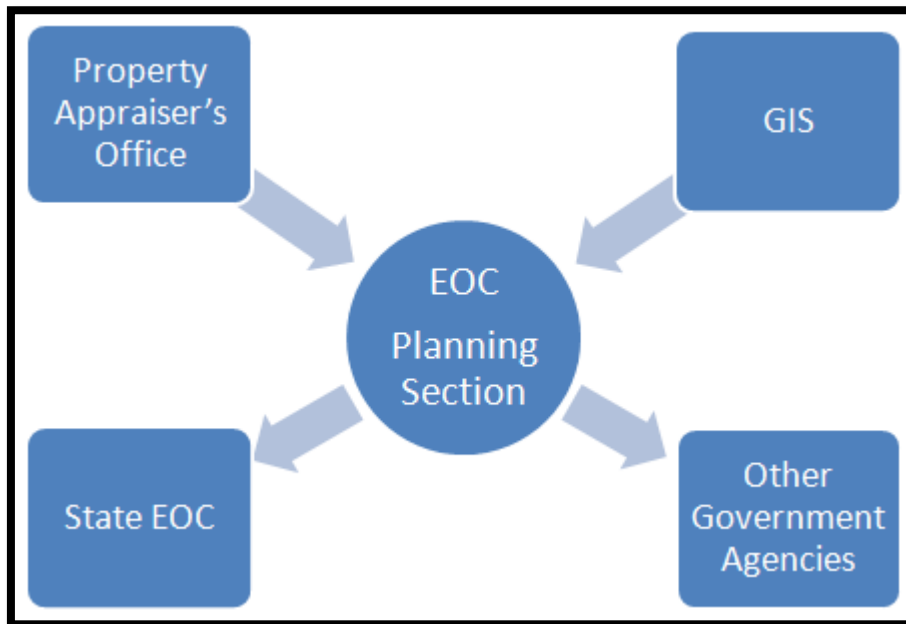 Property
Appraiser's
Office
GIS
EOC
Planning
Section
State EOC
Other
Government
Agencies